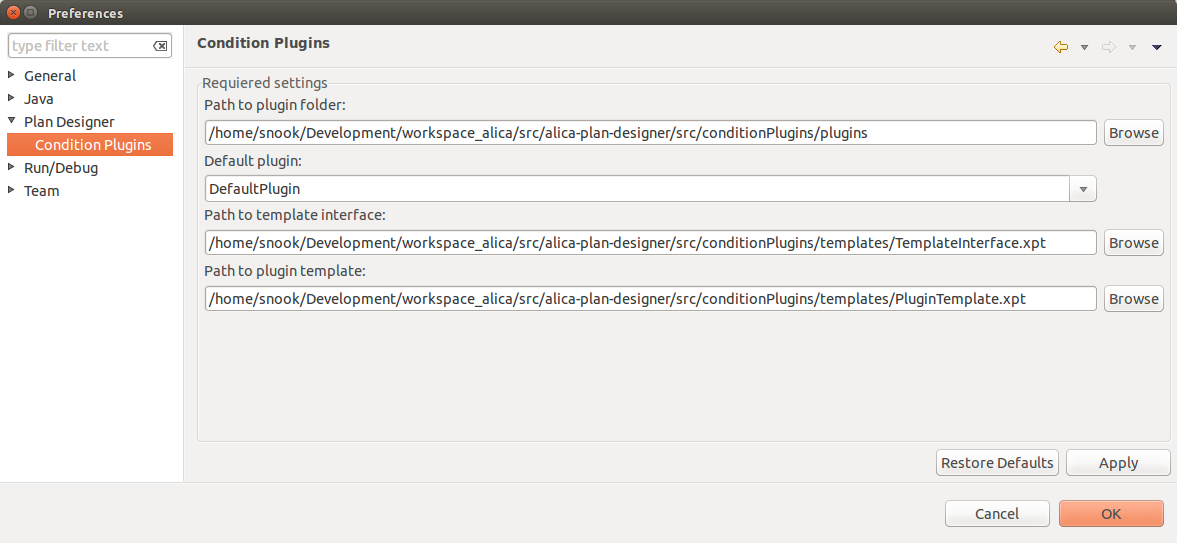 Preferences
type filter text
General
Java
Plan Designer
Condition Plugins
Run/Debug
Team
Condition Plugins
Requiered settings
Path to plugin folder:
/home/snook/Development/workspace_alica/src/alica-plan-designer/src/conditionPlugins/plugins
Browse
Default plugin:
DefaultPlugin
Path to template interface:
/home/snook/Development/workspace_alica/src/alica-plan-designer/src/conditionPlugins/templates/TemplateInterface.xpt
Browse
Path to plugin template:
/home/snook/Development/workspace_alica/src/alica-plan-designer/src/conditionPlugins/templates/PluginTemplate.xpt
Browse
Restore Defaults
Apply
Cancel
OK